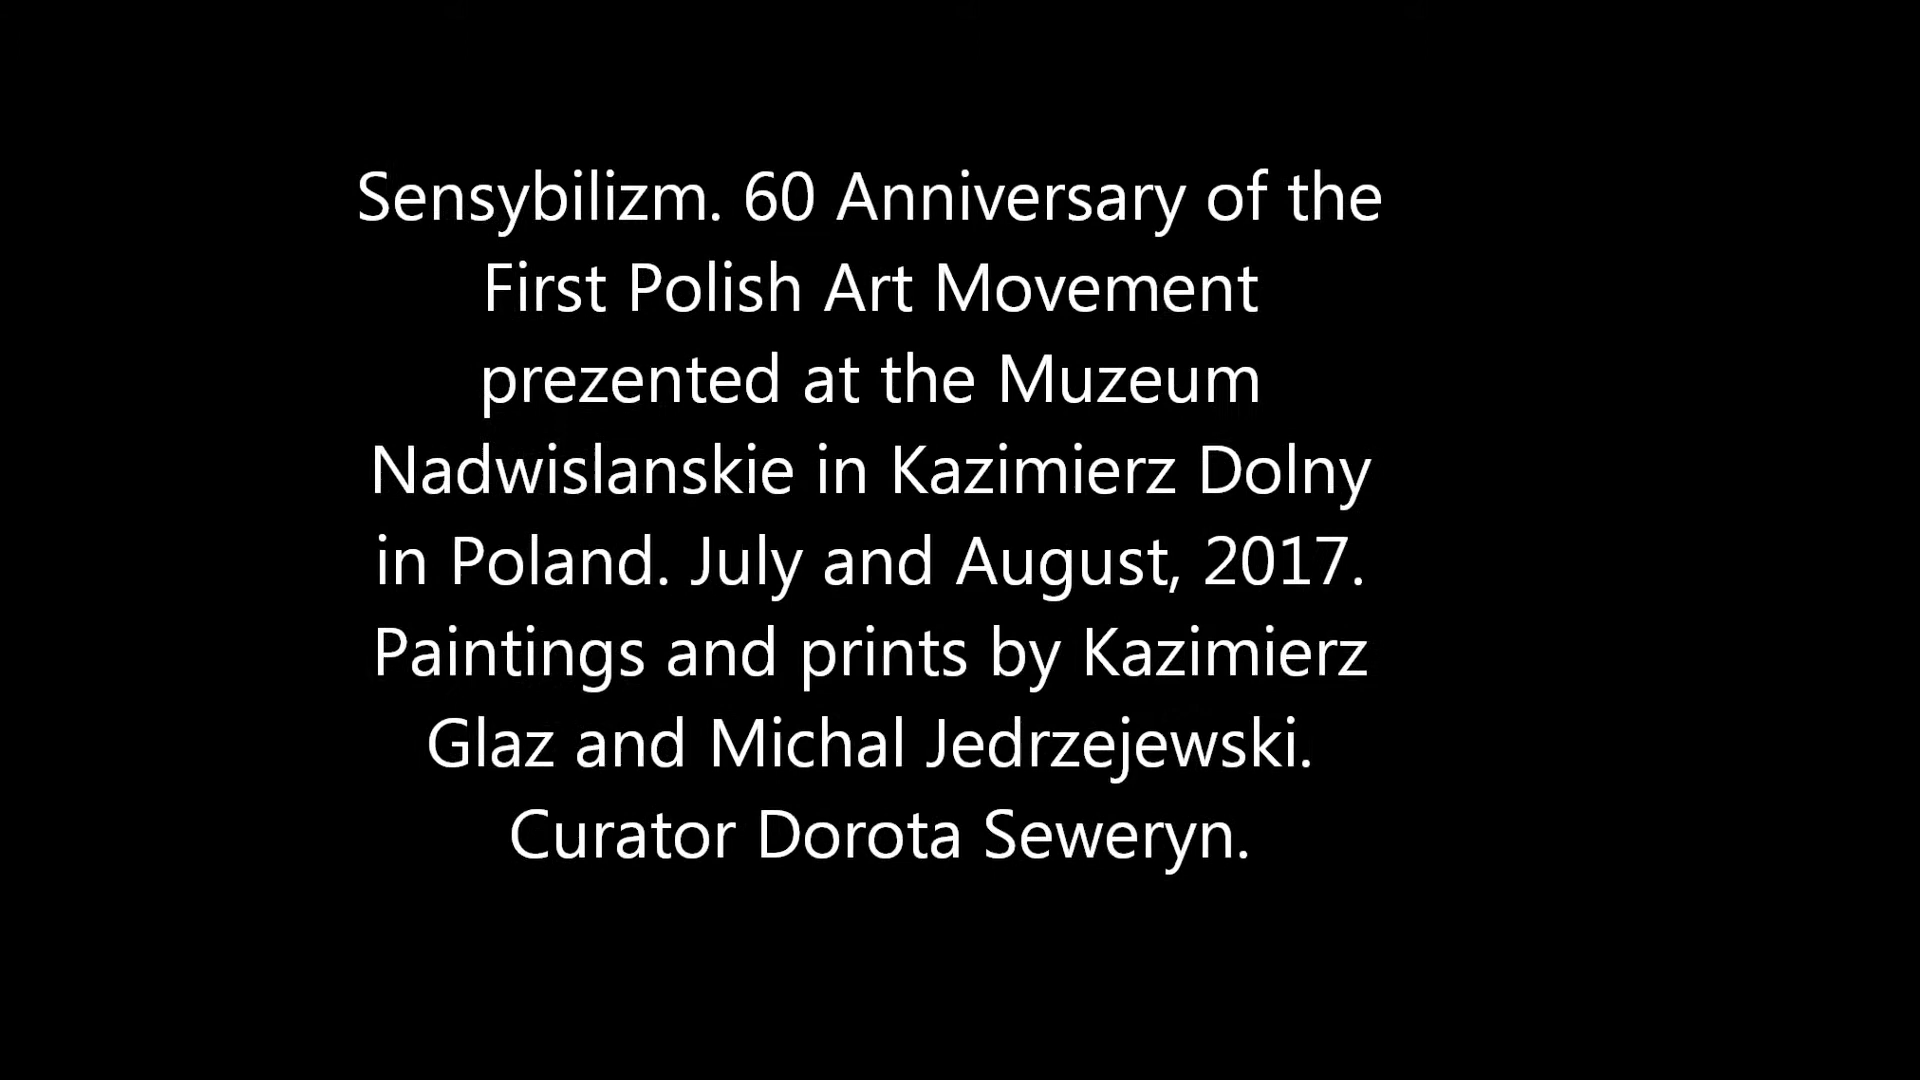 Sensybilizm. 60 Anniversary of the
First Polish Art Movement
prezented at the Muzeum
Nadwislanskie in Kazimierz Dolny
in Poland. July and August, 2017.
Paintings and prints by Kazimierz
Glaz and Michal Jedrzejewski.
Curator Dorota Seweryn.